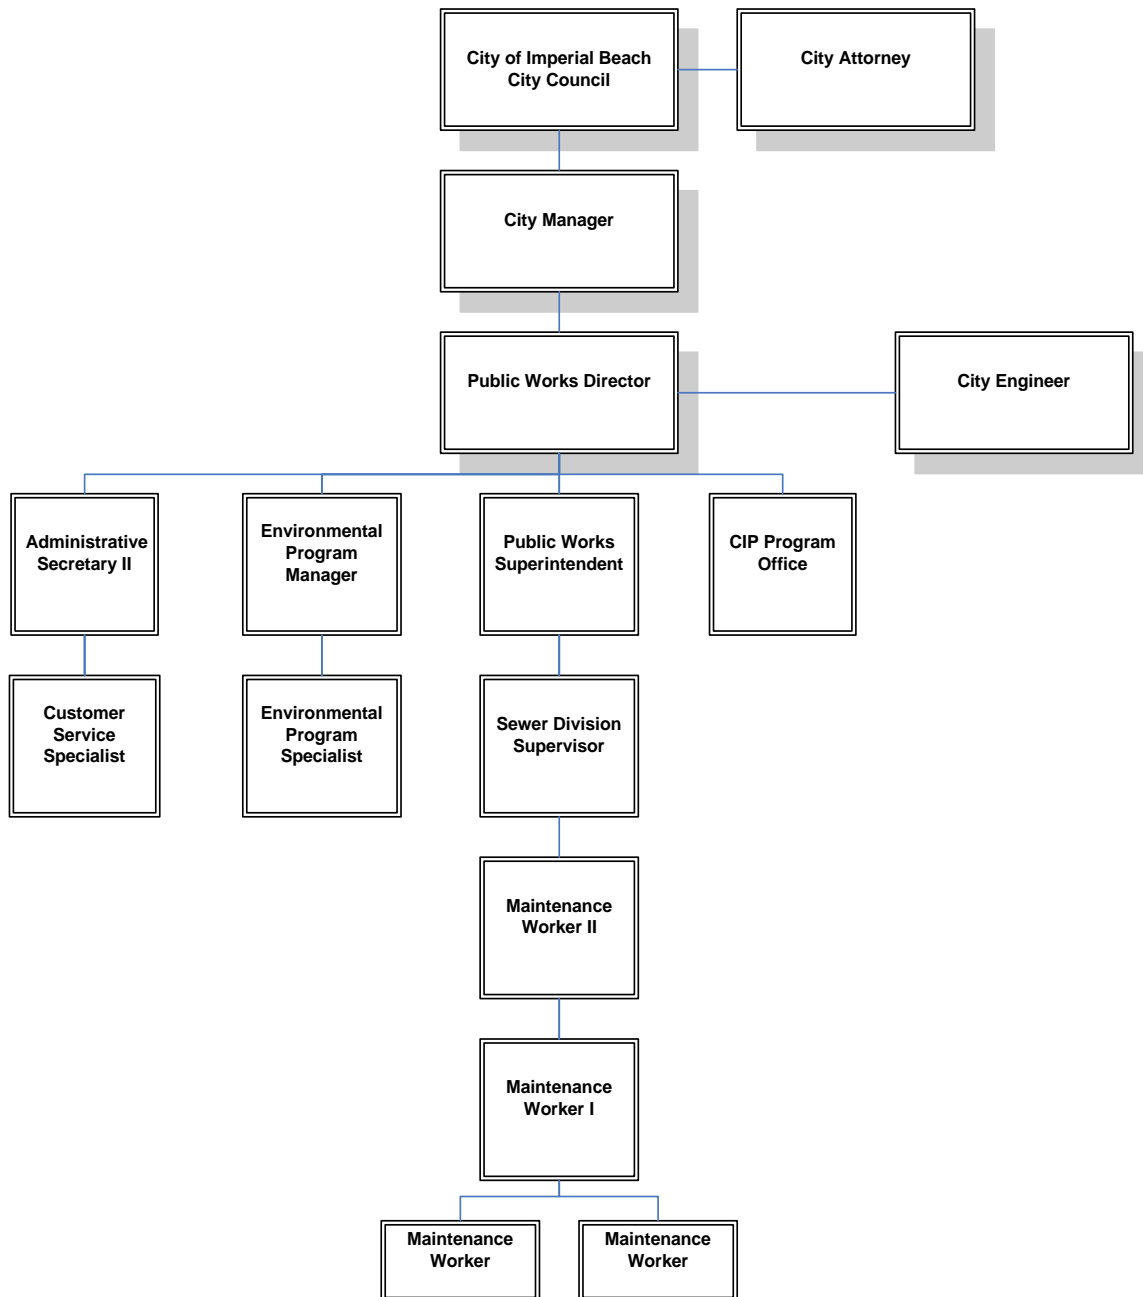 City of Imperial Beach
City Council
City Attorney
City Manager
Public Works Director
City Engineer
Administrative
Secretary II
Environmental
Program
Manager
Public Works
Superintendent
CIP Program
Office
Customer
Service
Specialist
Environmental
Program
Specialist
Sewer Division
Supervisor
Maintenance
Worker II
Maintenance
Worker I
Maintenance
Worker
Maintenance
Worker